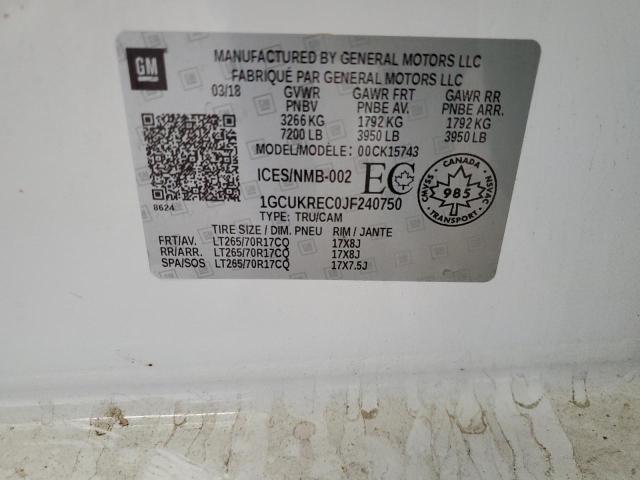 GM
MANUFACTURED BY GENERAL MOTORS LLC
FABRIQUÉ PAR GENERAL MOTORS LLC
03/18 GVWR GAWR FRT GAWR RR
PNBV PNBE AV. PNBE ARR.
3266 KG 1792 KG 1792 KG
7200 LB 3950 LB 3950 LB
MODEL/MODÈLE: 00CK15743
ICES/NMB-002 EC
CANADA
CMVSS 985 NSVAC
TRANSPORT
8624
1GCUKREC0JF240750
TYPE: TRU/CAM
TIRE SIZE / DIM. PNEU RIM / JANTE
FRT/AV. LT265/70R17CQ 17X8J
RR/ARR. LT265/70R17CQ 17X8J
SPA/SOS LT265/70R17CQ 17X7.5J